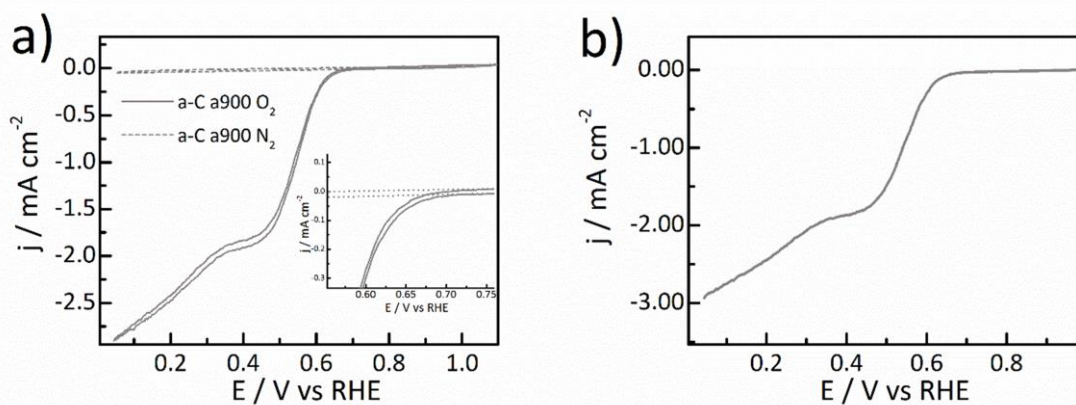 a)
0.0
-0.5
-1.0
-1.5
-2.0
-2.5
j / mA cm⁻²
a-C a900 O₂
a-C a900 N₂
0.1
0.0
-0.1
-0.2
-0.3
j / mA cm⁻²
0.60 0.65 0.70 0.75
E / V vs RHE
0.2 0.4 0.6 0.8 1.0
E / V vs RHE
b)
0.00
-1.00
-2.00
-3.00
j / mA cm⁻²
0.2 0.4 0.6 0.8
E / V vs RHE